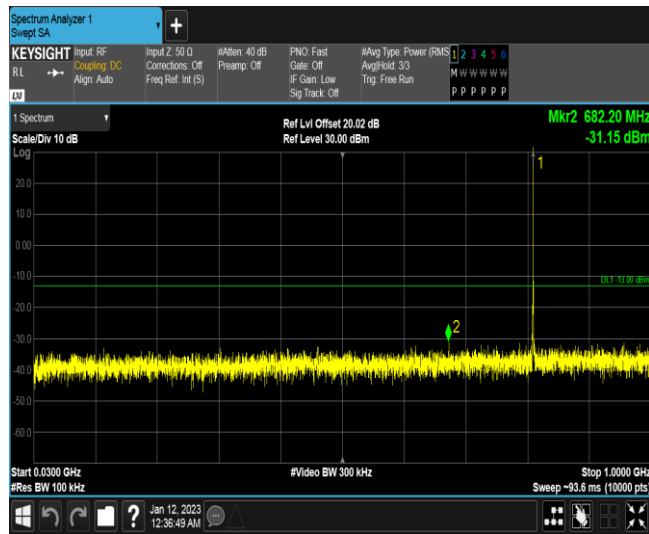 Spectrum Analyzer 1
Swept SA
+
KEYSIGHT
RL
LXI
Input: RF
Coupling: DC
Align: Auto
Input Z: 50 Ω
Corrections: Off
Freq Ref: Int (S)
#Atten: 40 dB
Preamp: Off
PNO: Fast
Gate: Off
IF Gain: Low
Sig Track: Off
#Avg Type: Power (RMS
Avg|Hold: 3/3
Trig: Free Run
1 2 3 4 5 6
M W W W W W
P P P P P P
1 Spectrum
Scale/Div 10 dB
Log
Ref Lvl Offset 20.02 dB
Ref Level 30.00 dBm
Mkr2 682.20 MHz
-31.15 dBm
1
20.0
10.0
0.00
-10.0
DL1 -13.00 dBm
-20.0
2
-30.0
-40.0
-50.0
-60.0
Start 0.0300 GHz
#Res BW 100 kHz
#Video BW 300 kHz
Stop 1.0000 GHz
Sweep ~93.6 ms (10000 pts)
?
Jan 12, 2023
12:36:49 AM